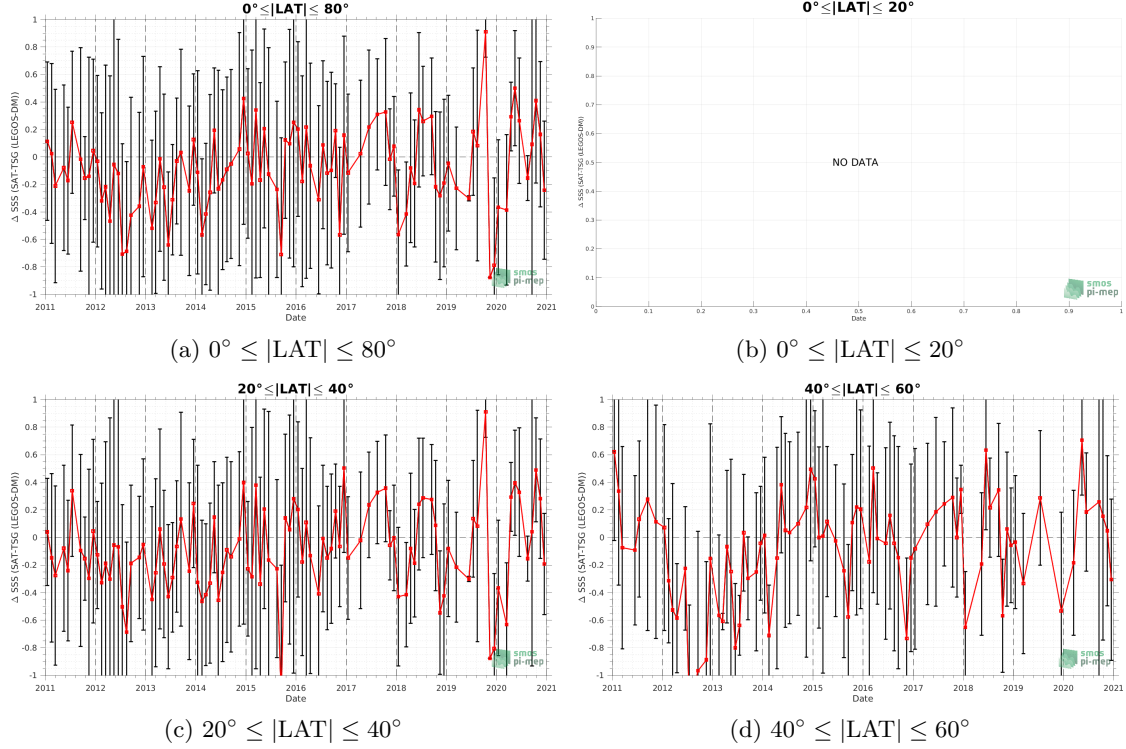 0°≤|LAT|≤ 80°
Δ SSS (SAT-TSG (LEGOS-DM))
1
0.8
0.6
0.4
0.2
0
-0.2
-0.4
-0.6
-0.8
-1
2011 2012 2013 2014 2015 2016 2017 2018 2019 2020 2021
Date
smos
pi-mep
(a) 0° ≤ |LAT| ≤ 80°
0°≤|LAT|≤ 20°
Δ SSS (SAT-TSG (LEGOS-DM))
1
0.9
0.8
0.7
0.6
0.5
0.4
0.3
0.2
0.1
0
NO DATA
0 0.1 0.2 0.3 0.4 0.5 0.6 0.7 0.8 0.9 1
Date
smos
pi-mep
(b) 0° ≤ |LAT| ≤ 20°
20°≤|LAT|≤ 40°
Δ SSS (SAT-TSG (LEGOS-DM))
1
0.8
0.6
0.4
0.2
0
-0.2
-0.4
-0.6
-0.8
-1
2011 2012 2013 2014 2015 2016 2017 2018 2019 2020 2021
Date
smos
pi-mep
(c) 20° ≤ |LAT| ≤ 40°
40°≤|LAT|≤ 60°
Δ SSS (SAT-TSG (LEGOS-DM))
1
0.8
0.6
0.4
0.2
0
-0.2
-0.4
-0.6
-0.8
-1
2011 2012 2013 2014 2015 2016 2017 2018 2019 2020 2021
Date
smos
pi-mep
(d) 40° ≤ |LAT| ≤ 60°